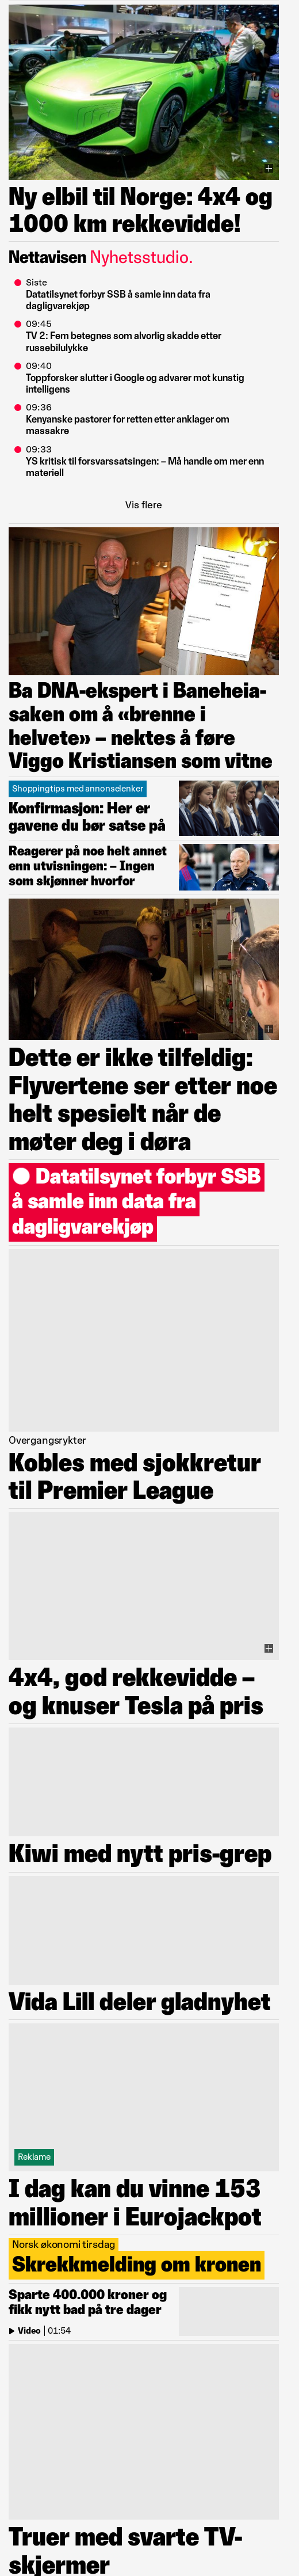 Ny elbil til Norge: 4x4 og
1000 km rekkevidde!
Nettavisen Nyhetsstudio.
Siste
Datatilsynet forbyr SSB å samle inn data fra
dagligvarekjøp
09:45
TV 2: Fem betegnes som alvorlig skadde etter
russebilulykke
09:40
Toppforsker slutter i Google og advarer mot kunstig
intelligens
09:36
Kenyanske pastorer for retten etter anklager om
massakre
09:33
YS kritisk til forsvarssatsingen: – Må handle om mer enn
materiell
Vis flere
Ba DNA-ekspert i Baneheia-
saken om å «brenne i
helvete» – nektes å føre
Viggo Kristiansen som vitne
Shoppingtips med annonselenker
Konfirmasjon: Her er
gavene du bør satse på
Reagerer på noe helt annet
enn utvisningen: – Ingen
som skjønner hvorfor
Dette er ikke tilfeldig:
Flyvertene ser etter noe
helt spesielt når de
møter deg i døra
Datatilsynet forbyr SSB
å samle inn data fra
dagligvarekjøp
Overgangsrykter
Kobles med sjokkretur
til Premier League
4x4, god rekkevidde –
og knuser Tesla på pris
Kiwi med nytt pris-grep
Vida Lill deler gladnyhet
Reklame
I dag kan du vinne 153
millioner i Eurojackpot
Norsk økonomi tirsdag
Skrekkmelding om kronen
Sparte 400.000 kroner og
fikk nytt bad på tre dager
Video | 01:54
Truer med svarte TV-
skjermer